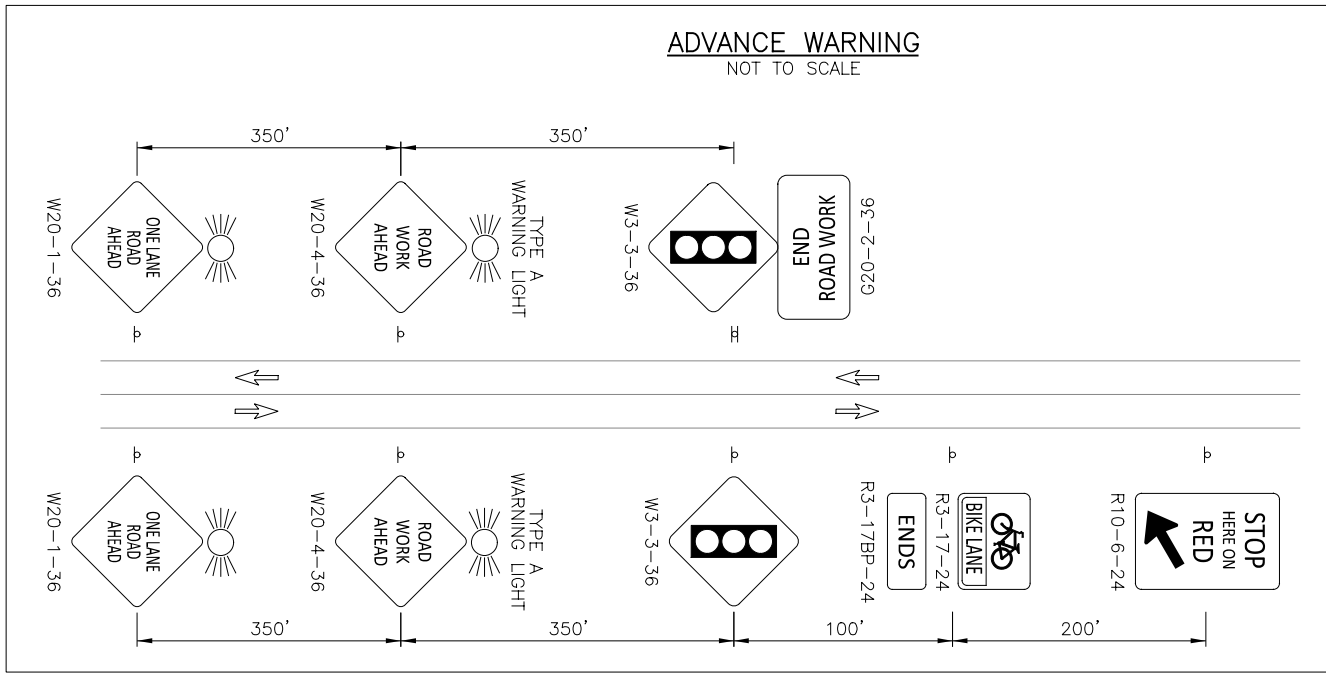 ADVANCE WARNING
NOT TO SCALE
350'
350'
W20-1-36
ONE LANE
ROAD
AHEAD
W20-4-36
ROAD
WORK
AHEAD
TYPE A
WARNING LIGHT
W3-3-36
END
ROAD WORK
G20-2-36
W20-1-36
ONE LANE
ROAD
AHEAD
W20-4-36
ROAD
WORK
AHEAD
TYPE A
WARNING LIGHT
W3-3-36
R3-17BP-24
ENDS
R3-17-24
BIKE LANE
R10-6-24
STOP
HERE ON
RED
350'
350'
100'
200'